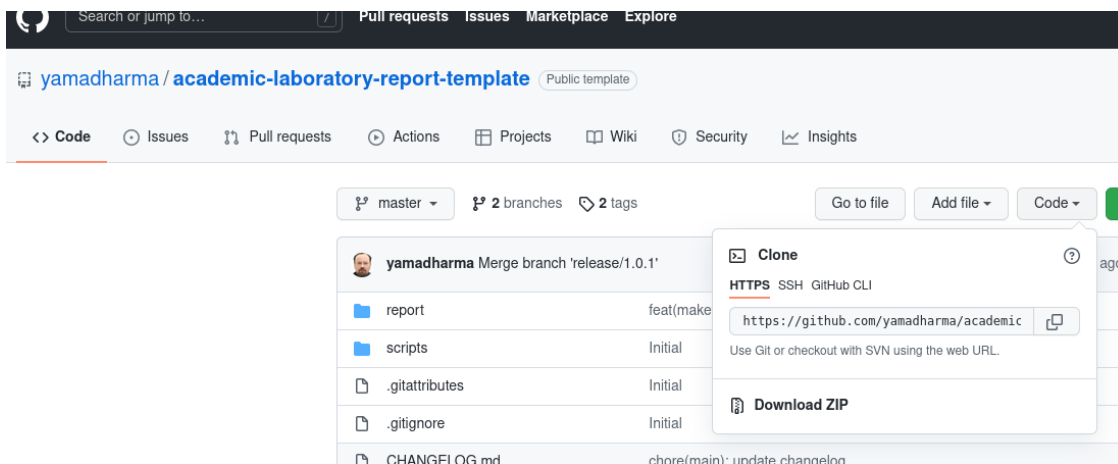 Search or jump to... / Pull requests Issues Marketplace Explore
yamadharma / academic-laboratory-report-template Public template
<> Code Issues Pull requests Actions Projects Wiki Security Insights
master 2 branches 2 tags Go to file Add file Code
yamadharma Merge branch 'release/1.0.1' ago
Clone
HTTPS SSH GitHub CLI
report feat(make
https://github.com/yamadharma/academic
scripts Initial
Use Git or checkout with SVN using the web URL.
.gitattributes Initial
Download ZIP
.gitignore Initial
CHANGELOG.md chore(main): update changelog